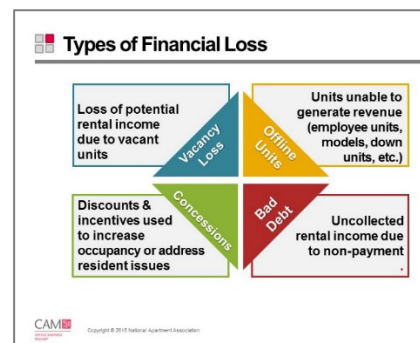 Types of Financial Loss
Loss of potential
rental income
due to vacant
units
Vacancy
Loss
Offline
Units
Units unable to
generate revenue
(employee units,
models, down
units, etc.)
Discounts &
incentives used
to increase
occupancy or address
resident issues
Concessions
Bad
Debt
Uncollected
rental income due
to non-payment
.
CAM
Copyright © 2015 National Apartment Association